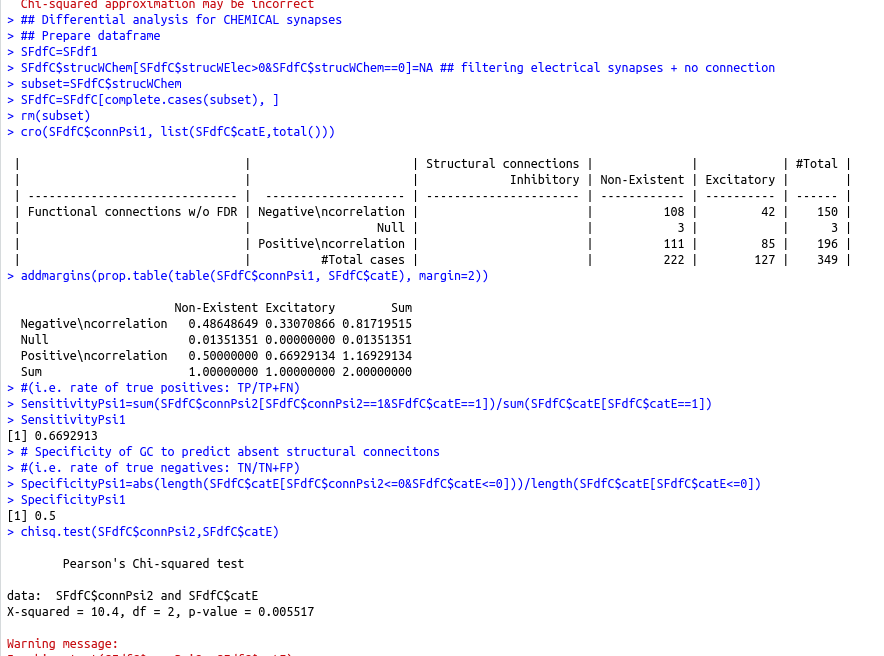 Chi-squared approximation may be incorrect
> ## Differential analysis for CHEMICAL synapses
> ## Prepare dataframe
> SFdfC=SFdf1
> SFdfC$strucWChem[SFdfC$strucWElec>0&SFdfC$strucWChem==0]=NA ## filtering electrical synapses + no connection
> subset=SFdfC$strucWChem
> SFdfC=SFdfC[complete.cases(subset), ]
> rm(subset)
> cro(SFdfC$connPsi1, list(SFdfC$catE,total()))
| | | Structural connections | | | #Total |
| | | Inhibitory | Non-Existent | Excitatory | |
| ----------------------------- | ------------------- | ---------------------- | ------------ | ---------- | ------ |
| Functional connections w/o FDR | Negative\ncorrelation | | 108 | 42 | 150 |
| | Null | | 3 | | 3 |
| | Positive\ncorrelation | | 111 | 85 | 196 |
| | #Total cases | | 222 | 127 | 349 |
> addmargins(prop.table(table(SFdfC$connPsi1, SFdfC$catE), margin=2))
Non-Existent Excitatory Sum
Negative\ncorrelation 0.48648649 0.33070866 0.81719515
Null 0.01351351 0.00000000 0.01351351
Positive\ncorrelation 0.50000000 0.66929134 1.16929134
Sum 1.00000000 1.00000000 2.00000000
> #(i.e. rate of true positives: TP/TP+FN)
> SensitivityPsi1=sum(SFdfC$connPsi2[SFdfC$connPsi2==1&SFdfC$catE==1])/sum(SFdfC$catE[SFdfC$catE==1])
> SensitivityPsi1
[1] 0.6692913
> # Specificity of GC to predict absent structural connecitons
> #(i.e. rate of true negatives: TN/TN+FP)
> SpecificityPsi1=abs(length(SFdfC$catE[SFdfC$connPsi2<=0&SFdfC$catE<=0]))/length(SFdfC$catE[SFdfC$catE<=0])
> SpecificityPsi1
[1] 0.5
> chisq.test(SFdfC$connPsi2,SFdfC$catE)
Pearson's Chi-squared test
data: SFdfC$connPsi2 and SFdfC$catE
X-squared = 10.4, df = 2, p-value = 0.005517
Warning message: